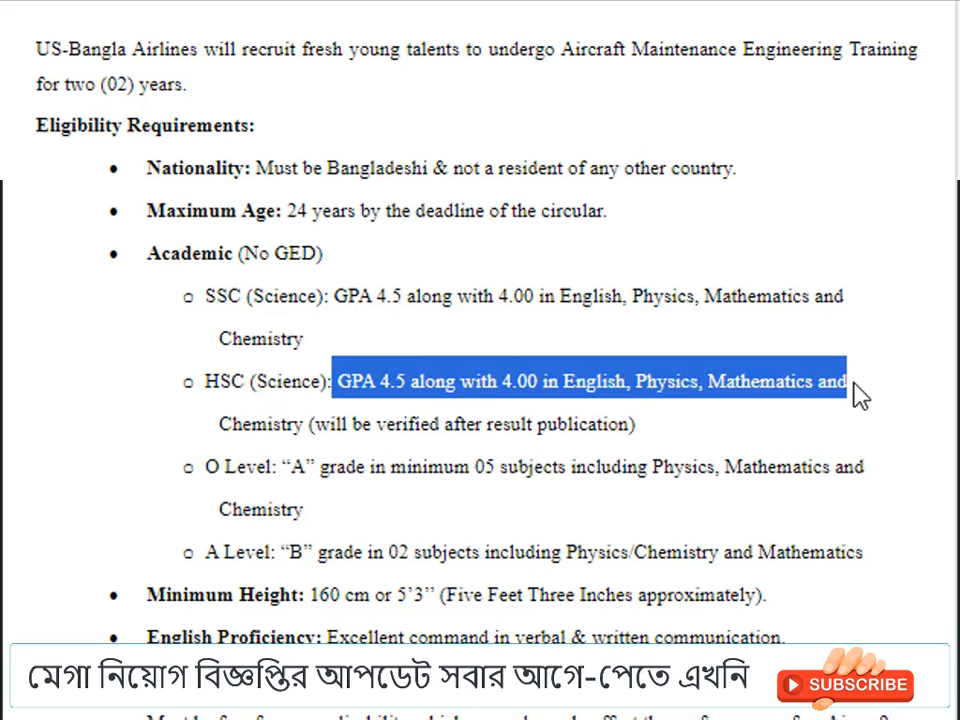 US-Bangla Airlines will recruit fresh young talents to undergo Aircraft Maintenance Engineering Training
for two (02) years.
Eligibility Requirements:
• Nationality: Must be Bangladeshi & not a resident of any other country.
• Maximum Age: 24 years by the deadline of the circular.
• Academic (No GED)
o SSC (Science): GPA 4.5 along with 4.00 in English, Physics, Mathematics and
Chemistry
o HSC (Science): GPA 4.5 along with 4.00 in English, Physics, Mathematics and
Chemistry (will be verified after result publication)
o O Level: “A” grade in minimum 05 subjects including Physics, Mathematics and
Chemistry
o A Level: “B” grade in 02 subjects including Physics/Chemistry and Mathematics
• Minimum Height: 160 cm or 5’3” (Five Feet Three Inches approximately).
• English Proficiency: Excellent command in verbal & written communication.
মেগা নিয়োগ বিজ্ঞপ্তির আপডেট সবার আগে-পেতে এখনি
SUBSCRIBE